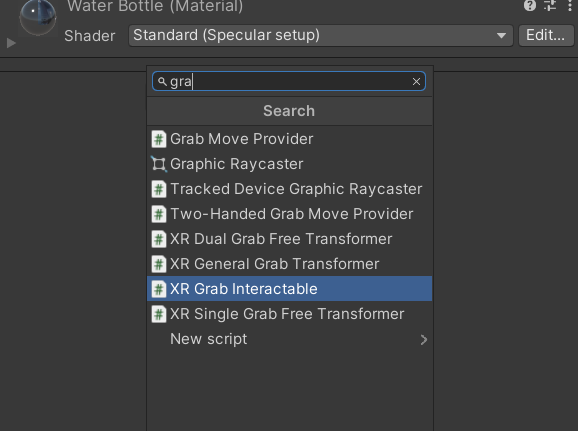 Water Bottle (Material)
Shader Standard (Specular setup) Edit...
gra
Search
Grab Move Provider
Graphic Raycaster
Tracked Device Graphic Raycaster
Two-Handed Grab Move Provider
XR Dual Grab Free Transformer
XR General Grab Transformer
XR Grab Interactable
XR Single Grab Free Transformer
New script